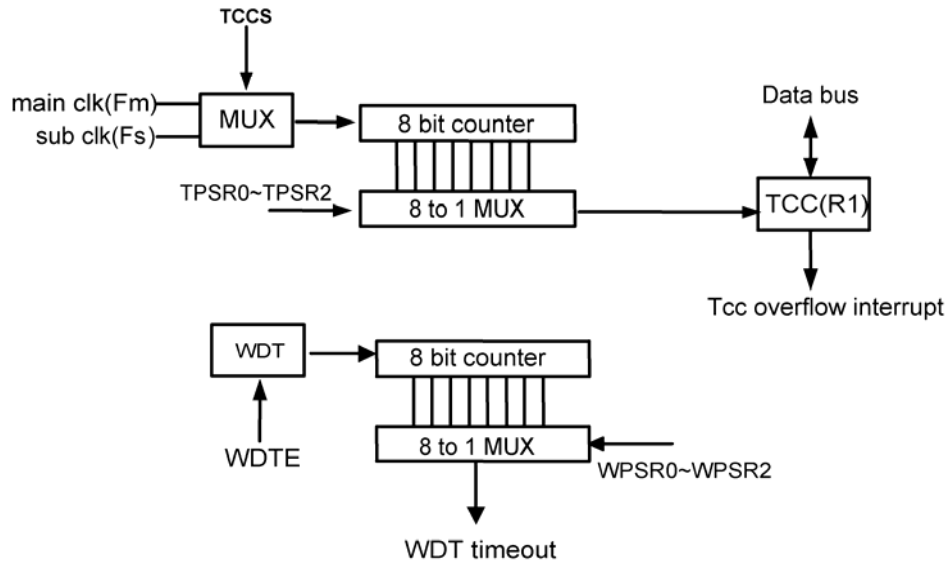 TCCS
main clk(Fm)
sub clk(Fs)
MUX
8 bit counter
TPSR0~TPSR2
8 to 1 MUX
Data bus
TCC(R1)
Tcc overflow interrupt
WDT
8 bit counter
WDTE
8 to 1 MUX
WPSR0~WPSR2
WDT timeout